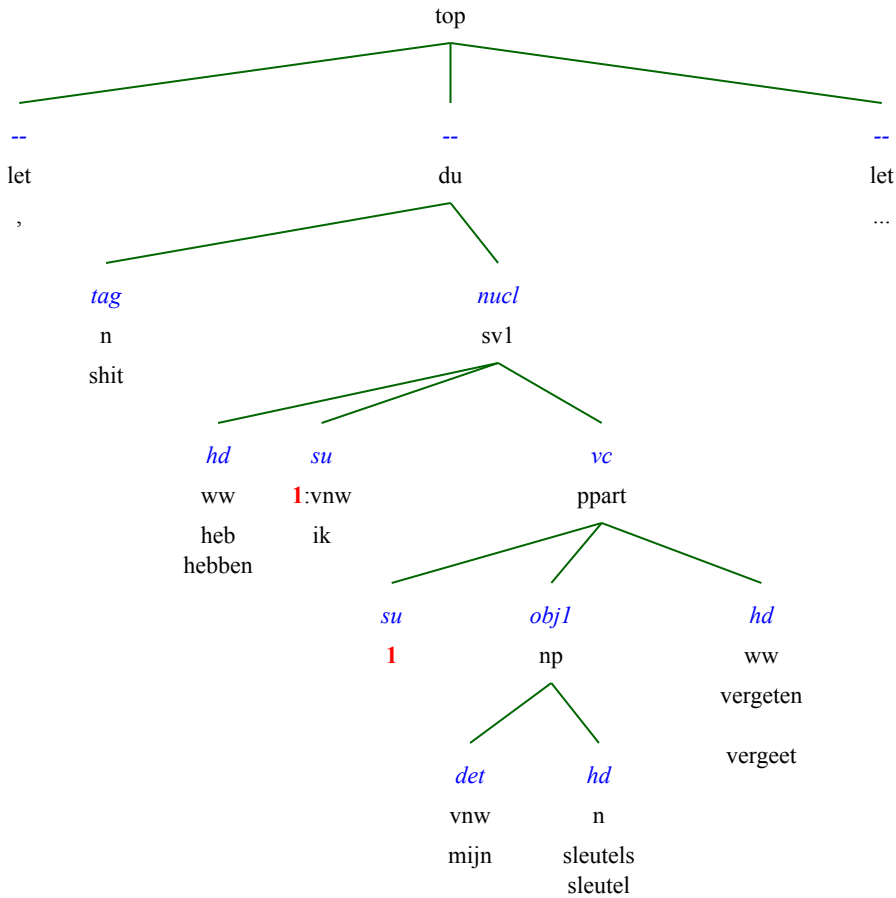 top
-- -- --
let du let
, ...
tag nucl
n sv1
shit
hd su vc
ww 1:vnw ppart
heb ik
hebben
su obj1 hd
1 np ww
vergeten
vergeet
det hd
vnw n
mijn sleutels
sleutel